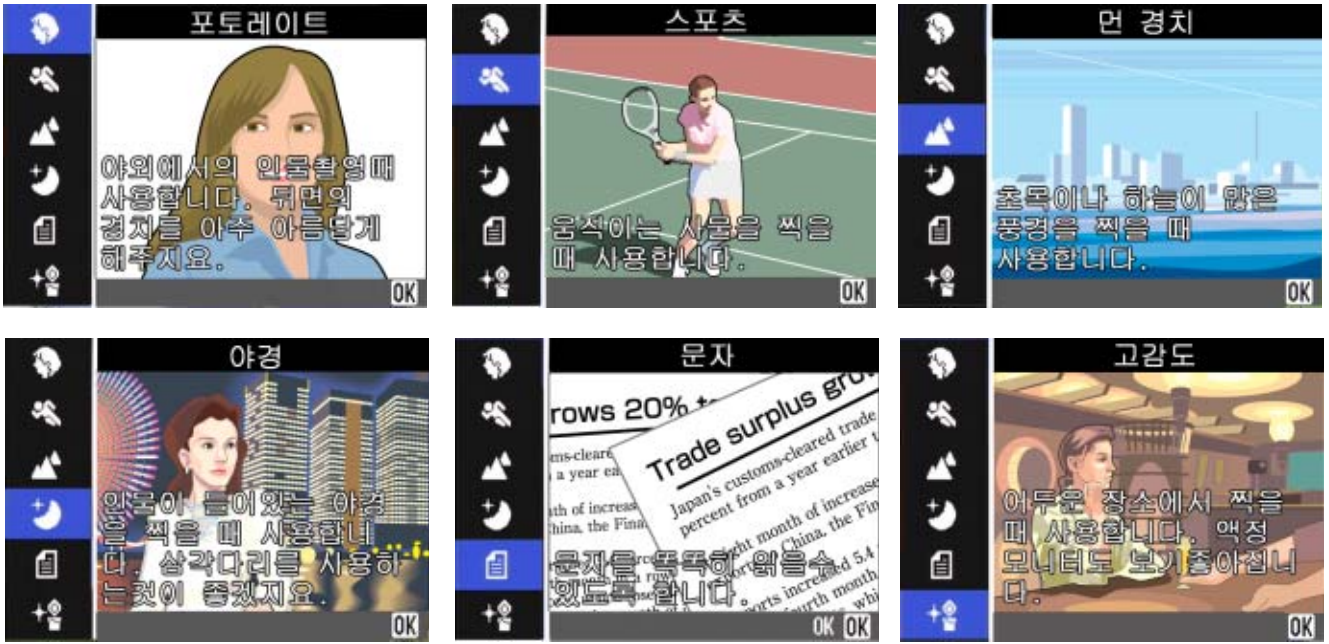 포토레이트
야외에서의 인물촬영때
사용합니다. 뒤면의
경치를 아주 아름답게
해주지요.
OK
스포츠
움직이는 사물을 찍을
때 사용합니다.
OK
먼 경치
초목이나 하늘이 많은
풍경을 찍을 때
사용합니다.
OK
야경
인물이 들어있는 야경
을 찍을 때 사용합니
다. 삼각다리를 사용하
는것이 좋겠지요.
OK
문자
rows 20%
Trade surplus
Japan's customs-cleared trade
percent from a year earlier
month of increase
China, the
문자를 똑똑히 읽을수
있도록 합니다.
OK OK
고감도
어두운 장소에서 찍을
때 사용합니다. 액정
모니터도 보기좋아집니
다.
OK